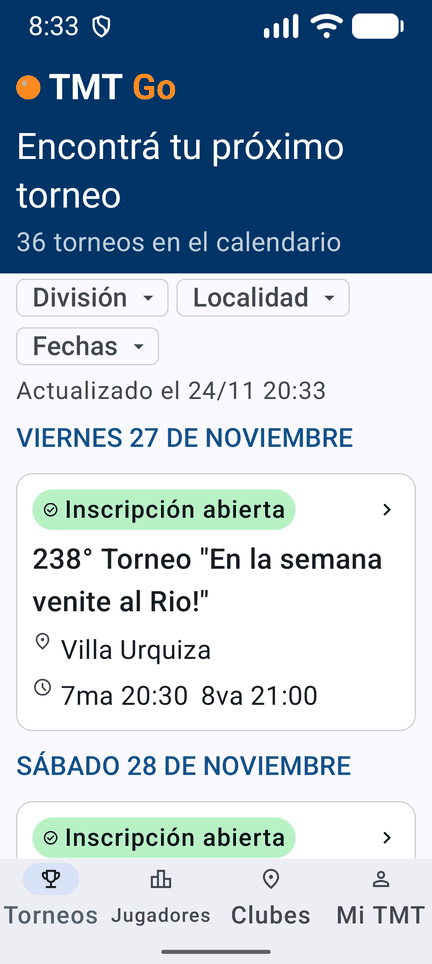 8:33
TMT Go
Encontrá tu próximo
torneo
36 torneos en el calendario
División
Localidad
Fechas
Actualizado el 24/11 20:33
VIERNES 27 DE NOVIEMBRE
Inscripción abierta
238° Torneo "En la semana
venite al Rio!"
Villa Urquiza
7ma 20:30 8va 21:00
SÁBADO 28 DE NOVIEMBRE
Inscripción abierta
Torneos
Jugadores
Clubes
Mi TMT